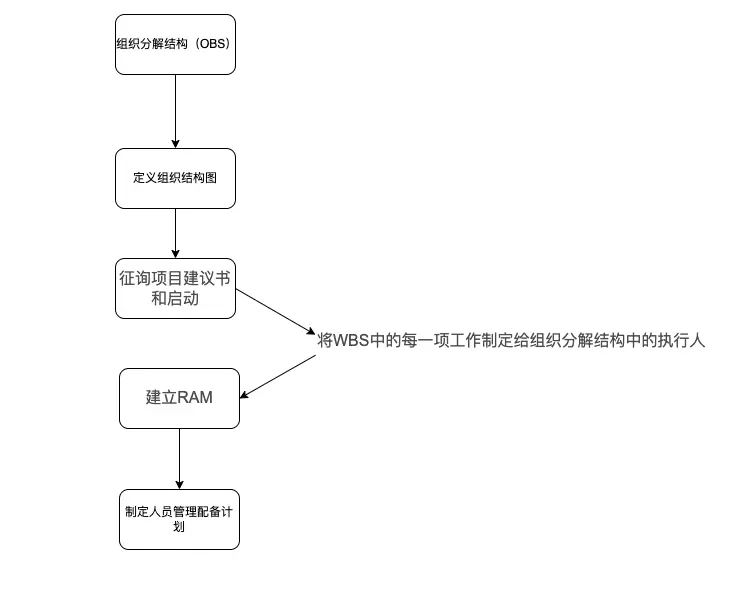 组织分解结构（OBS）
定义组织结构图
征询项目建议书
和启动
将WBS中的每一项工作制定给组织分解结构中的执行人
建立RAM
制定人员管理配备计
划